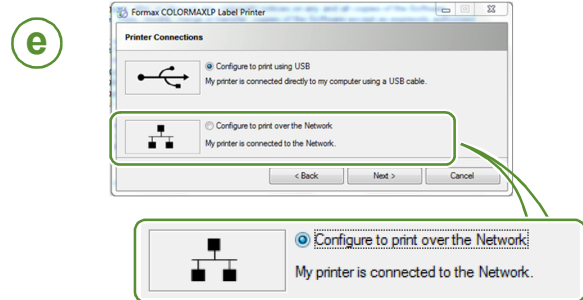 e
Formax COLORMAXLP Label Printer
Printer Connections
Configure to print using USB
My printer is connected directly to my computer using a USB cable.
Configure to print over the Network
My printer is connected to the Network.
< Back Next > Cancel
Configure to print over the Network
My printer is connected to the Network.